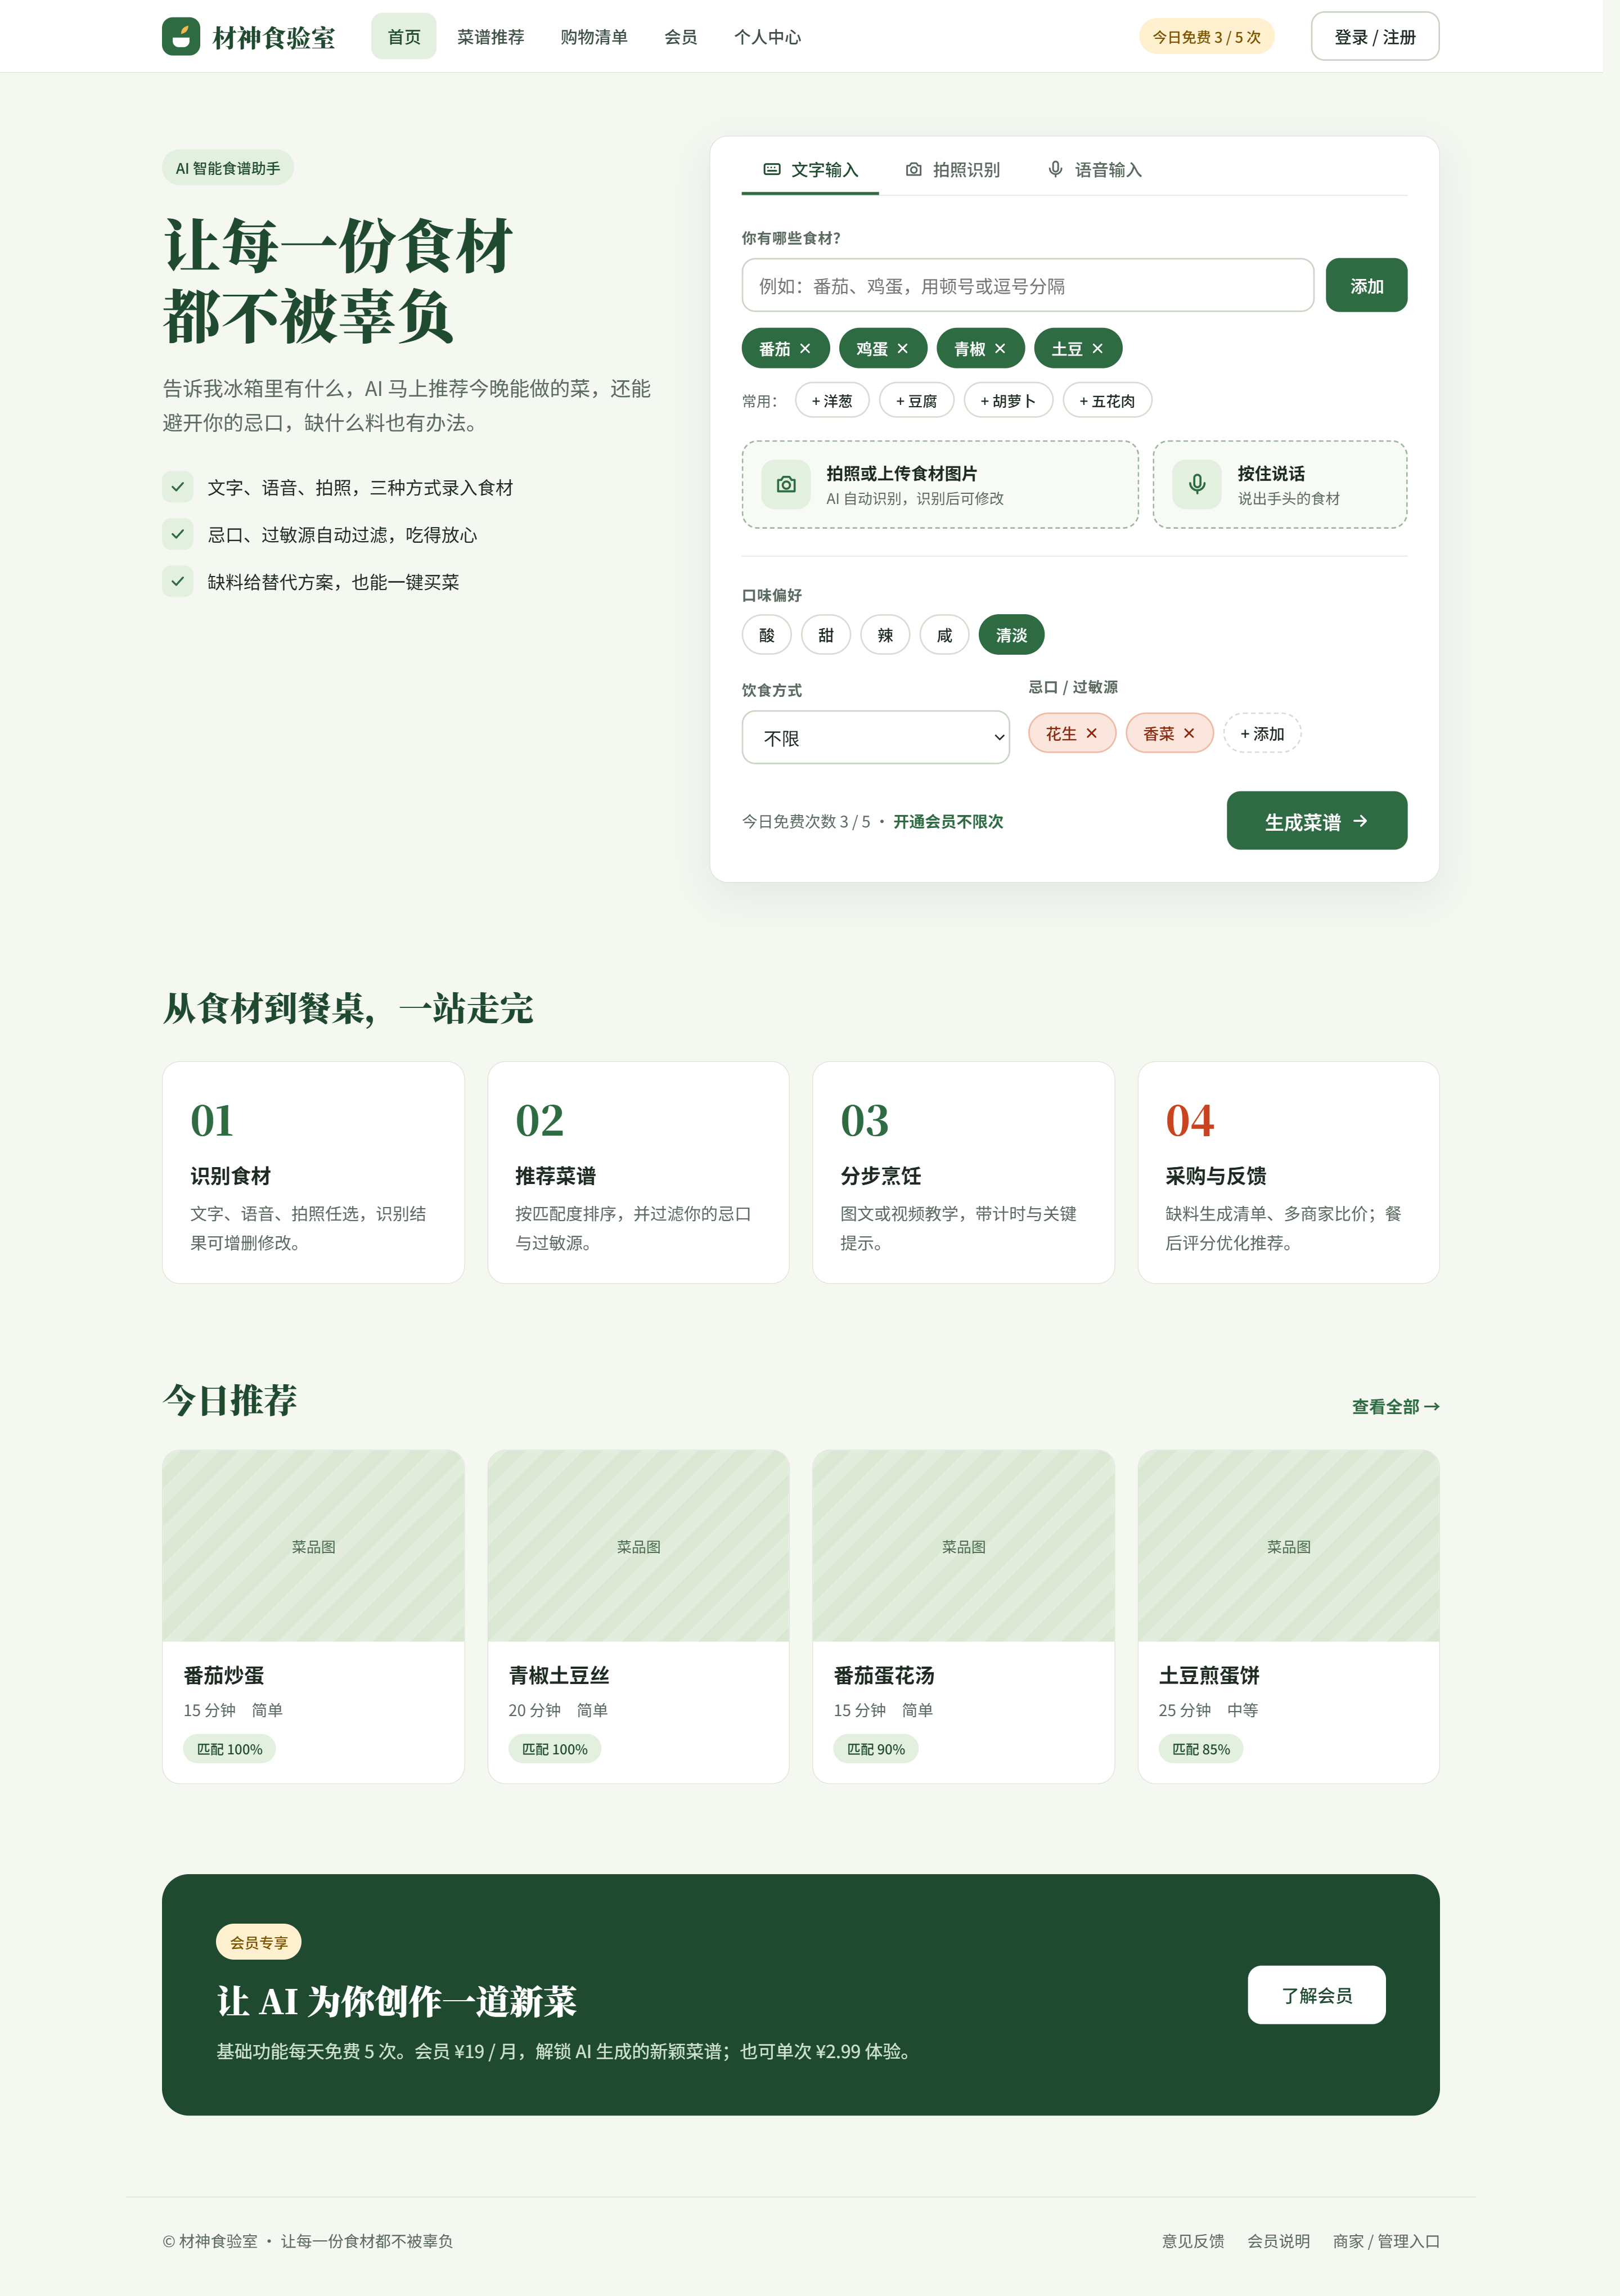 材神食验室
首页
菜谱推荐
购物清单
会员
个人中心
今日免费 3 / 5 次
登录 / 注册
AI 智能食谱助手
让每一份食材
都不被辜负
告诉我冰箱里有什么，AI 马上推荐今晚能做的菜，还能
避开你的忌口，缺什么料也有办法。
文字、语音、拍照，三种方式录入食材
忌口、过敏源自动过滤，吃得放心
缺料给替代方案，也能一键买菜
文字输入
拍照识别
语音输入
你有哪些食材？
例如：番茄、鸡蛋，用顿号或逗号分隔
添加
番茄 ✕
鸡蛋 ✕
青椒 ✕
土豆 ✕
常用：
+ 洋葱
+ 豆腐
+ 胡萝卜
+ 五花肉
拍照或上传食材图片
AI 自动识别，识别后可修改
按住说话
说出手头的食材
口味偏好
酸
甜
辣
咸
清淡
饮食方式
不限
忌口 / 过敏源
花生 ✕
香菜 ✕
+ 添加
今日免费次数 3 / 5 · 开通会员不限次
生成菜谱 →
从食材到餐桌，一站走完
01
识别食材
文字、语音、拍照任选，识别结
果可增删修改。
02
推荐菜谱
按匹配度排序，并过滤你的忌口
与过敏源。
03
分步烹饪
图文或视频教学，带计时与关键
提示。
04
采购与反馈
缺料生成清单、多商家比价；餐
后评分优化推荐。
今日推荐
查看全部 →
菜品图
番茄炒蛋
15 分钟 简单
匹配 100%
菜品图
青椒土豆丝
20 分钟 简单
匹配 100%
菜品图
番茄蛋花汤
15 分钟 简单
匹配 90%
菜品图
土豆煎蛋饼
25 分钟 中等
匹配 85%
会员专享
让 AI 为你创作一道新菜
基础功能每天免费 5 次。会员 ¥19 / 月，解锁 AI 生成的新颖菜谱；也可单次 ¥2.99 体验。
了解会员
© 材神食验室 · 让每一份食材都不被辜负
意见反馈
会员说明
商家 / 管理入口